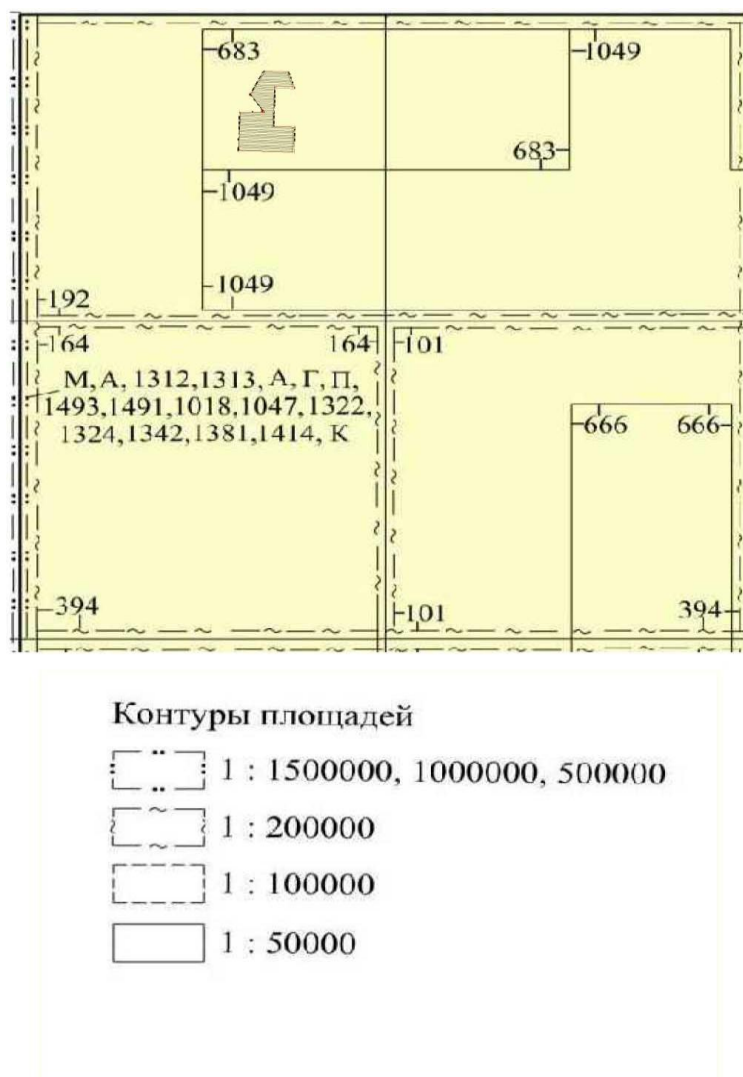 683
1049
683
1049
1049
192
164
164
101
М,А, 1312,1313, А, Г, П,
1493,1491,1018,1047,1322,
1324,1342,1381,1414, К
666
666
394
101
394
Контуры площадей
1 : 1500000, 1000000, 500000
1 : 200000
1 : 100000
1 : 50000